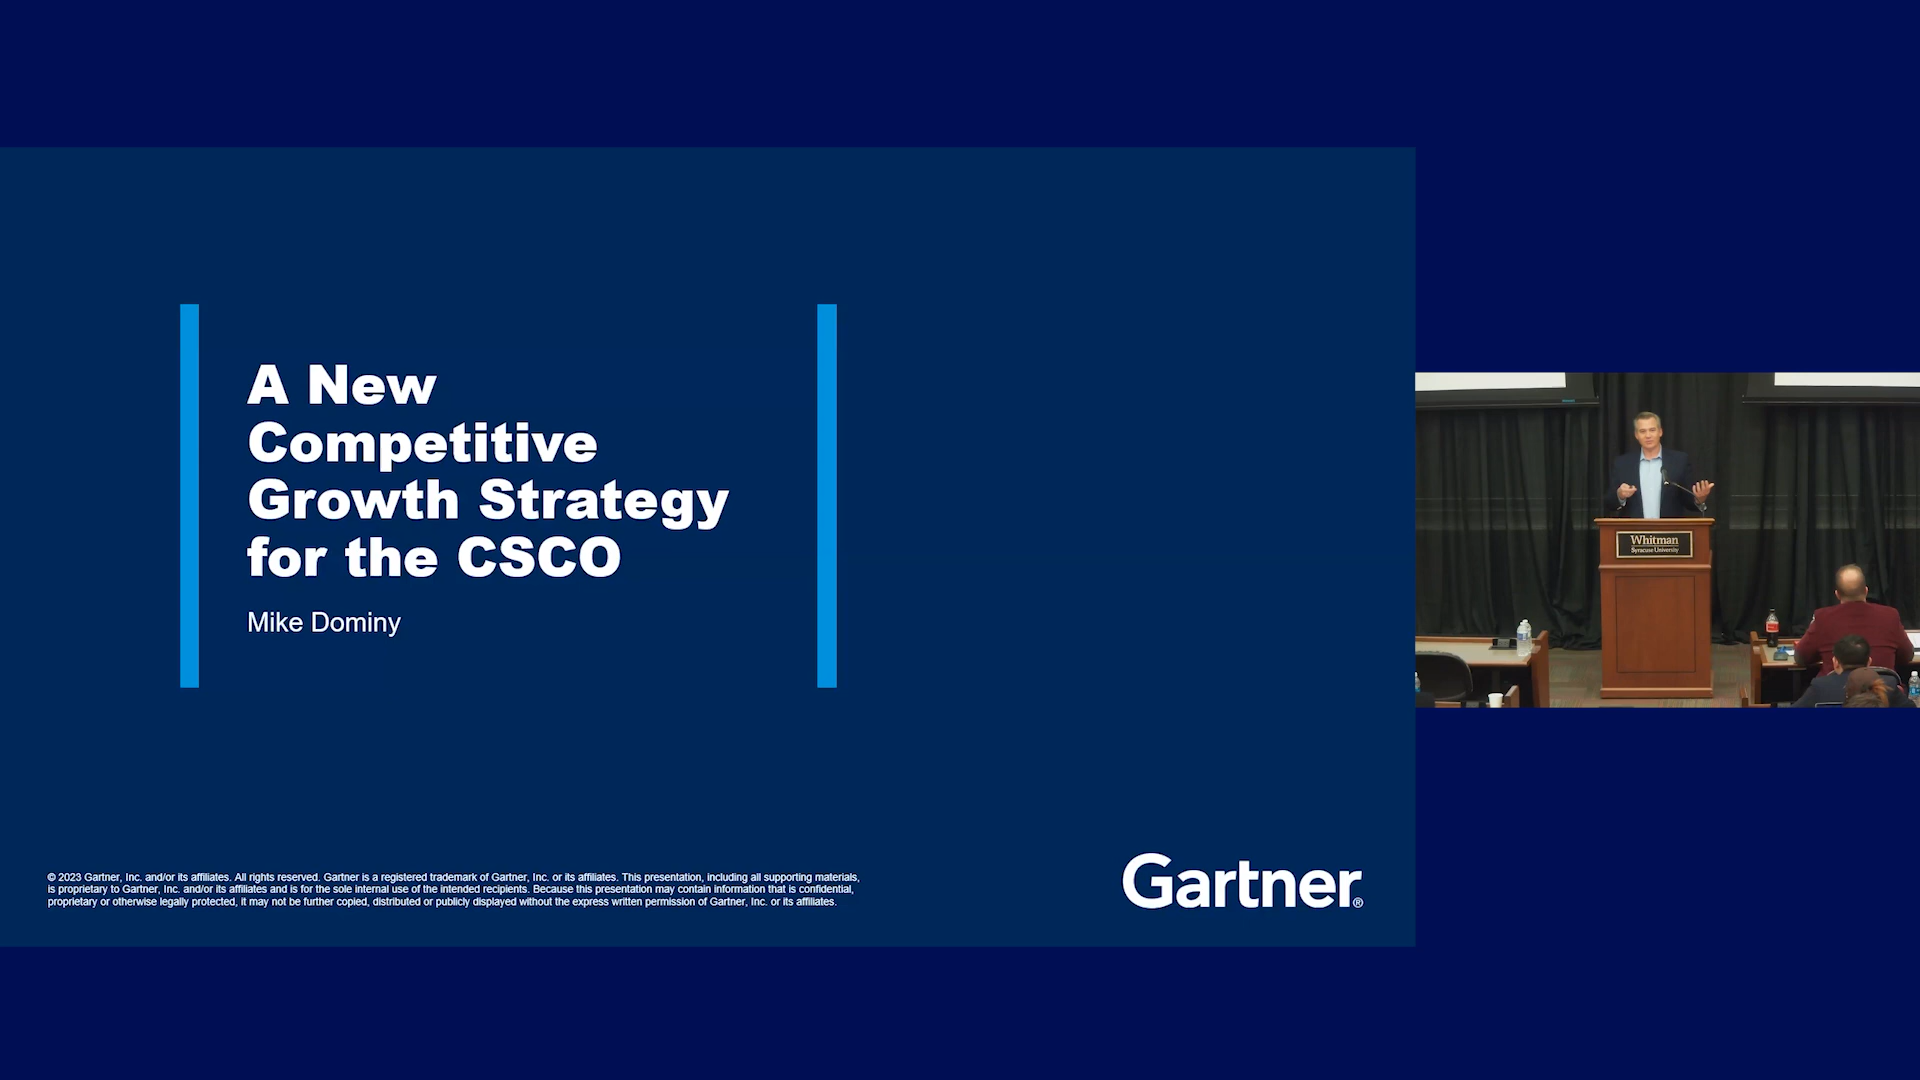 A New
Competitive
Growth Strategy
for the CSCO
Mike Dominy
© 2023 Gartner, Inc. and/or its affiliates. All rights reserved. Gartner is a registered trademark of Gartner, Inc. or its affiliates. This presentation, including all supporting materials,
is proprietary to Gartner, Inc. and/or its affiliates and is for the sole internal use of the intended recipients. Because this presentation may contain information that is confidential,
proprietary or otherwise legally protected, it may not be further copied, distributed or publicly displayed without the express written permission of Gartner, Inc. or its affiliates.
Gartner®
Whitman
Syracuse University